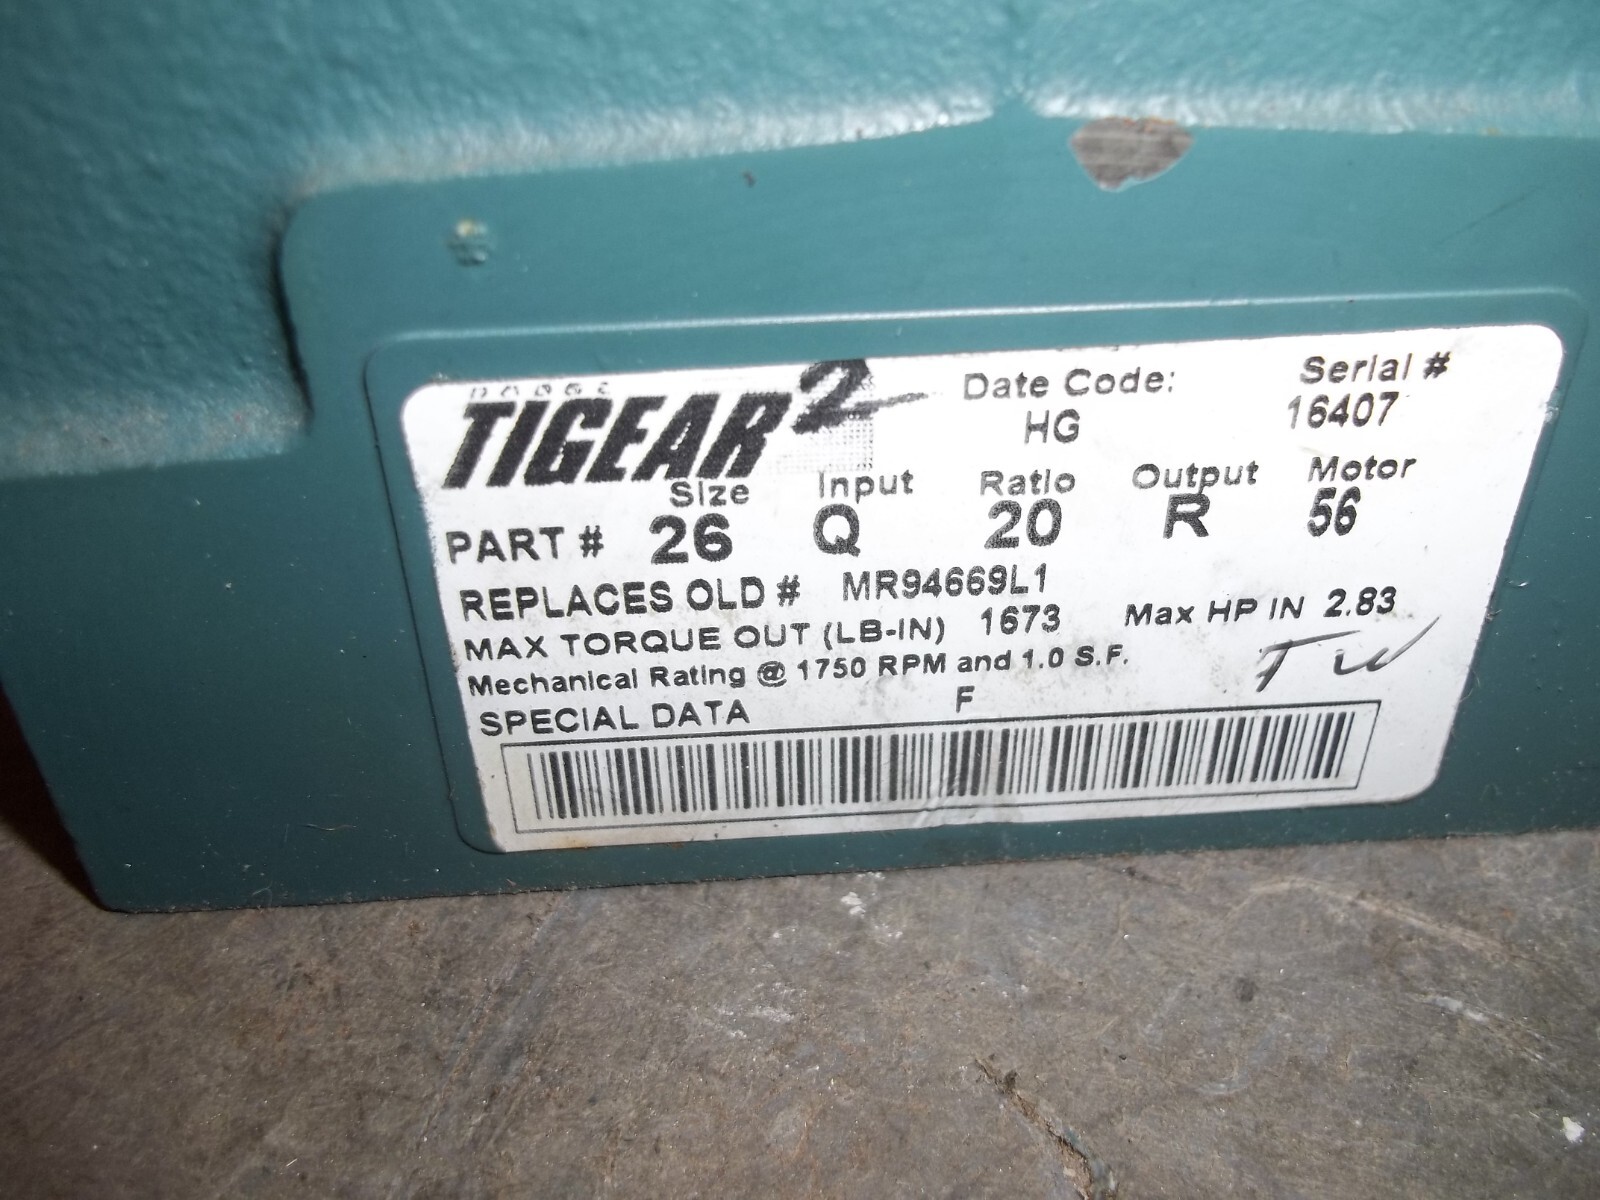 DODGE
TIGEAR 2
Date Code: Serial #
HG 16407
Size Input Ratio Output Motor
PART # 26 Q 20 R 56
REPLACES OLD # MR94669L1
MAX TORQUE OUT (LB-IN) 1673 Max HP IN 2.83
Mechanical Rating @ 1750 RPM and 1.0 S.F.
SPECIAL DATA F